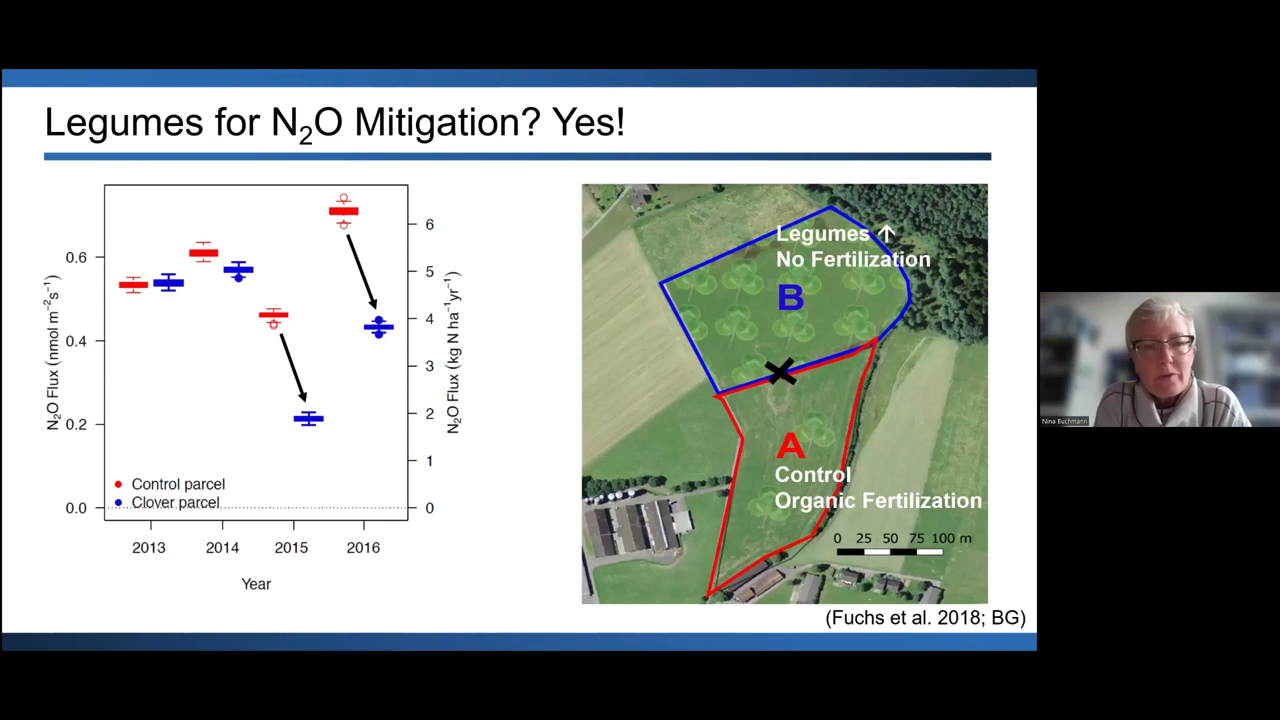 Legumes for N₂O Mitigation? Yes!
N₂O Flux (nmol m⁻²s⁻¹)
0.6
0.4
0.2
0.0
Control parcel
Clover parcel
2013
2014
2015
2016
Year
6
5
4
3
2
1
0
N₂O Flux (kg N ha⁻¹yr⁻¹)
Legumes ↑
No Fertilization
B
A
Control
Organic Fertilization
0 25 50 75 100 m
(Fuchs et al. 2018; BG)
Nina Buchmann